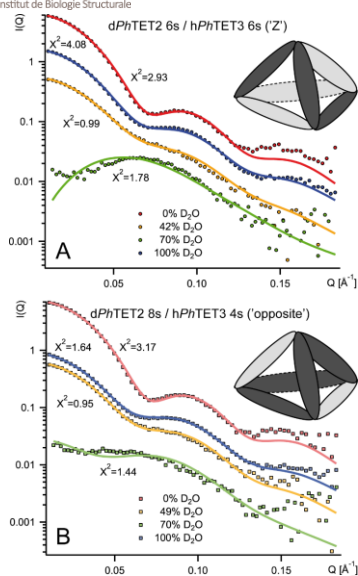 Institut de Biologie Structurale
dPhTET2 6s / hPhTET3 6s ('Z')
I(Q)
X²=4.08
X²=2.93
1
X²=0.99
0.1
0.01
X²=1.78
0% D₂O
42% D₂O
70% D₂O
100% D₂O
0.001
A
0.05
0.10
0.15
Q [Å⁻¹]
dPhTET2 8s / hPhTET3 4s ('opposite')
I(Q)
X²=1.64
X²=3.17
1
X²=0.95
0.1
0.01
X²=1.44
0% D₂O
49% D₂O
70% D₂O
100% D₂O
0.001
B
0.05
0.10
0.15
Q [Å⁻¹]